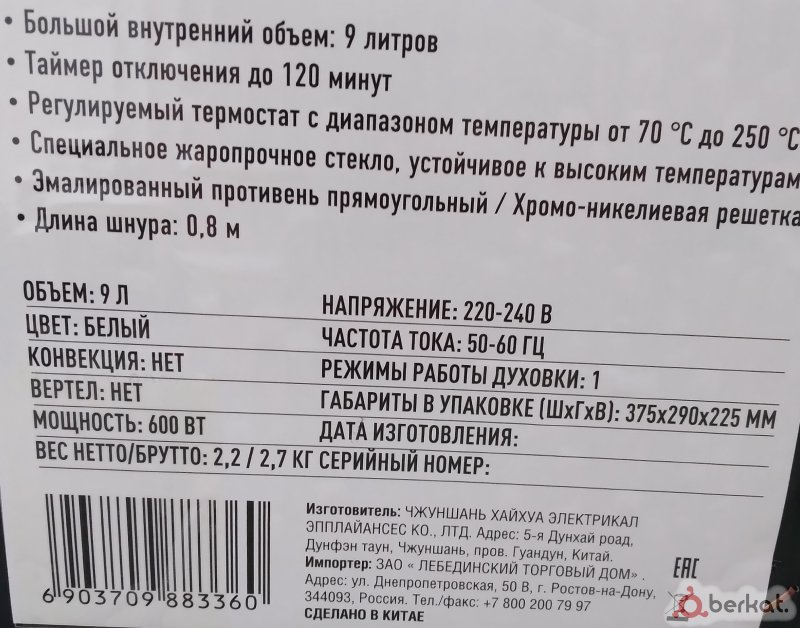 • Большой внутренний объем: 9 литров
• Таймер отключения до 120 минут
• Регулируемый термостат с диапазоном температуры от 70 °С до 250 °С
• Специальное жаропрочное стекло, устойчивое к высоким температурам
• Эмалированный противень прямоугольный / Хромо-никелиевая решетка
• Длина шнура: 0,8 м
ОБЪЕМ: 9 Л
ЦВЕТ: БЕЛЫЙ
КОНВЕКЦИЯ: НЕТ
ВЕРТЕЛ: НЕТ
МОЩНОСТЬ: 600 ВТ
ВЕС НЕТТО/БРУТТО: 2,2 / 2,7 КГ
НАПРЯЖЕНИЕ: 220-240 В
ЧАСТОТА ТОКА: 50-60 ГЦ
РЕЖИМЫ РАБОТЫ ДУХОВКИ: 1
ГАБАРИТЫ В УПАКОВКЕ (ШхГхВ): 375х290х225 ММ
ДАТА ИЗГОТОВЛЕНИЯ:
СЕРИЙНЫЙ НОМЕР:
6 903709 883360
Изготовитель: ЧЖУНШАНЬ ХАЙХУА ЭЛЕКТРИКАЛ
ЭППЛАЙАНСЕС КО., ЛТД. Адрес: 5-я Дунхай роад,
Дунфэн таун, Чжуншань, пров. Гуандун, Китай.
Импортер: ЗАО « ЛЕБЕДИНСКИЙ ТОРГОВЫЙ ДОМ» .
Адрес: ул. Днепропетровская, 50 В, г. Ростов-на-Дону,
344093, Россия. Тел./факс: +7 800 200 79 97
СДЕЛАНО В КИТАЕ
EAC
berkat.